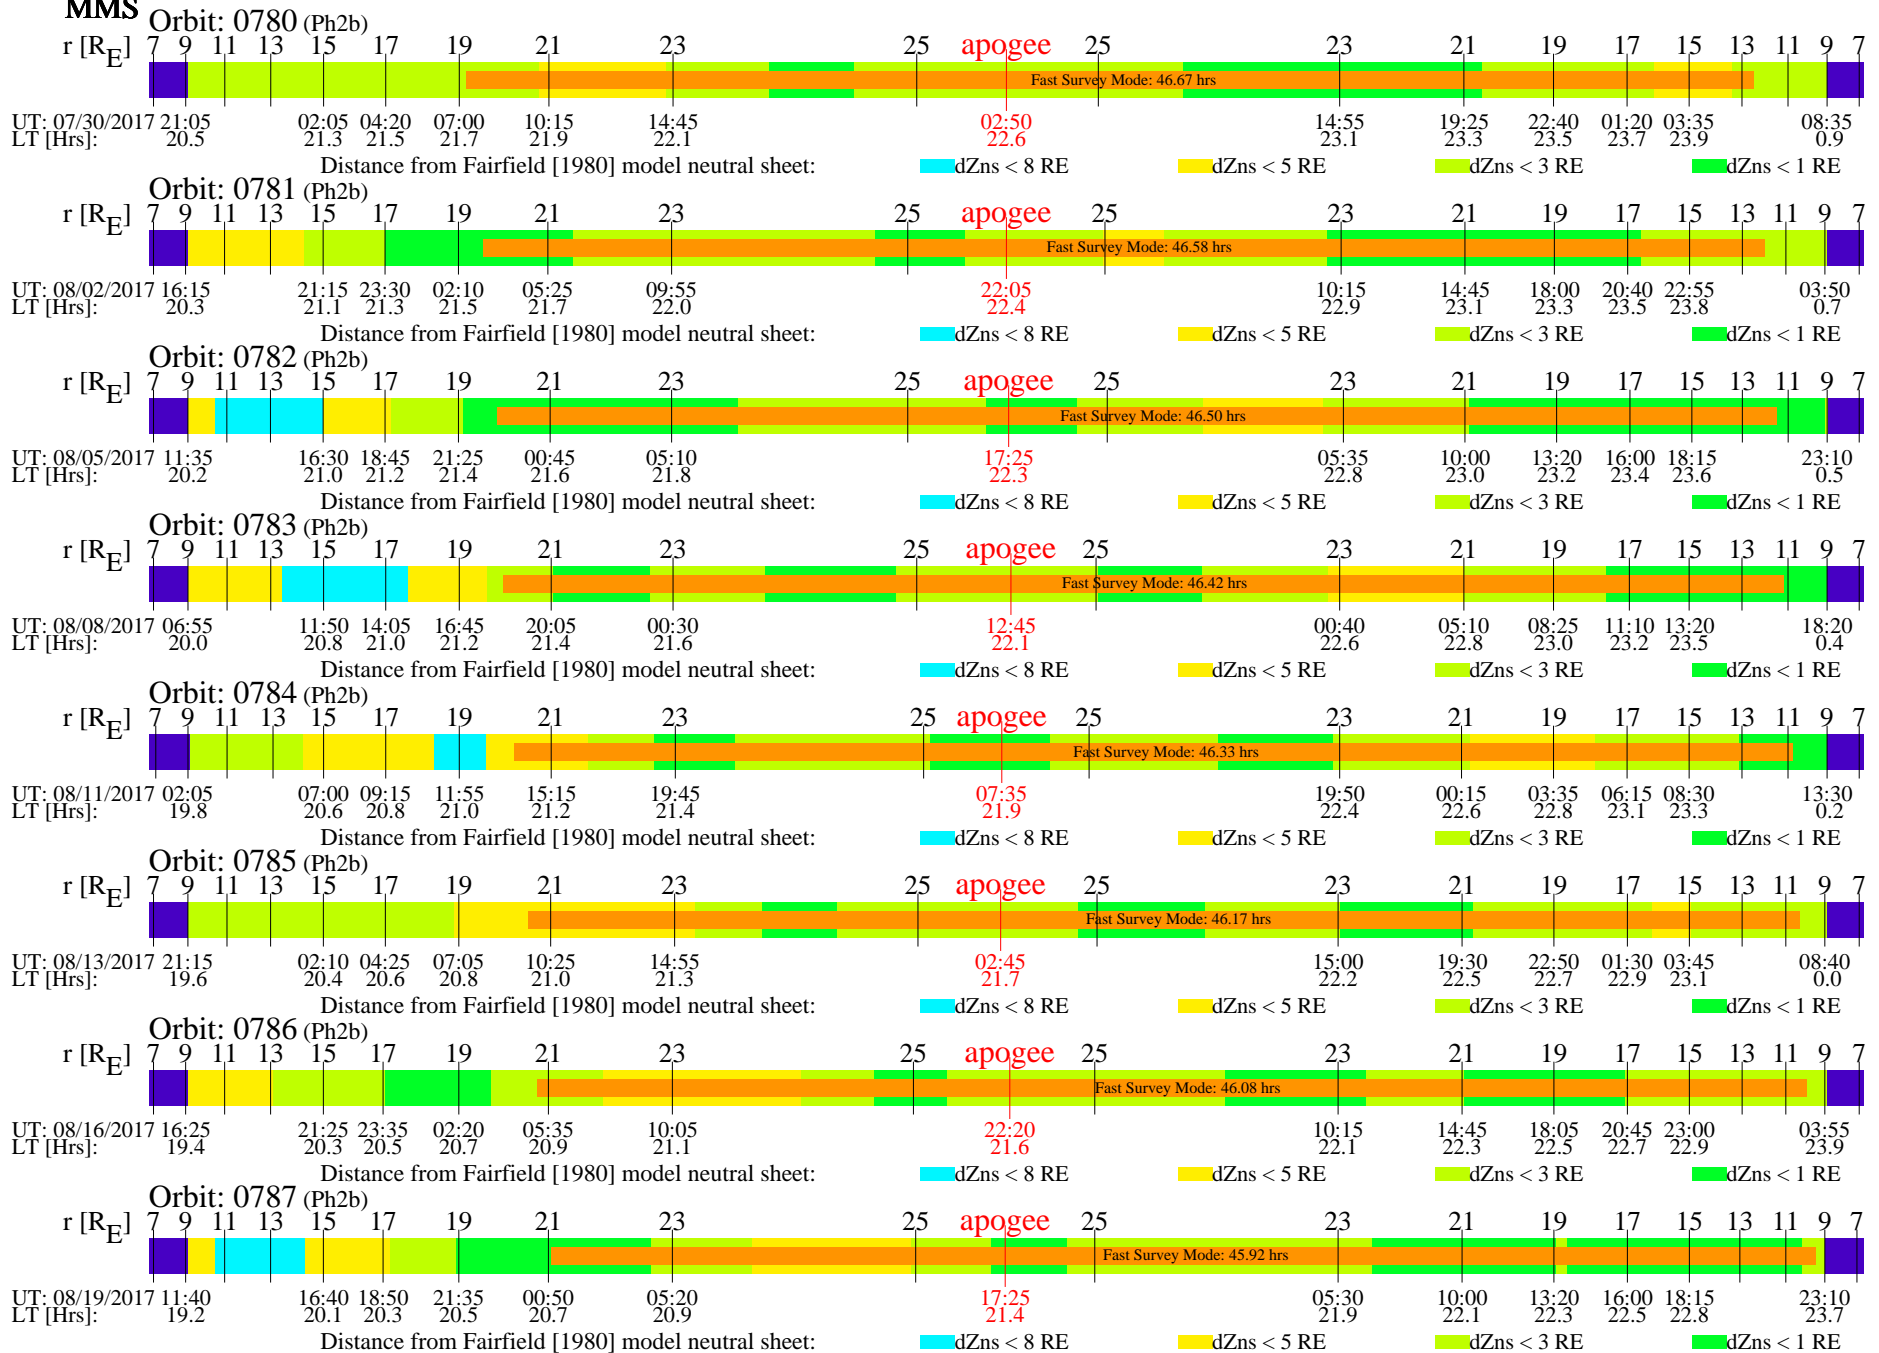 MMS
Orbit: 0780 (Ph2b)
r [RE] 7 9 11 13 15 17 19 21 23 25 apogee 25 23 21 19 17 15 13 11 9 7
Fast Survey Mode: 46.67 hrs
UT: 07/30/2017 21:05 02:05 04:20 07:00 10:15 14:45 02:50 14:55 19:25 22:40 01:20 03:35 08:35
LT [Hrs]: 20.5 21.3 21.5 21.7 21.9 22.1 22.6 23.1 23.3 23.5 23.7 23.9 0.9
Distance from Fairfield [1980] model neutral sheet: dZns < 8 RE dZns < 5 RE dZns < 3 RE dZns < 1 RE
Orbit: 0781 (Ph2b)
r [RE] 7 9 11 13 15 17 19 21 23 25 apogee 25 23 21 19 17 15 13 11 9 7
Fast Survey Mode: 46.58 hrs
UT: 08/02/2017 16:15 21:15 23:30 02:10 05:25 09:55 22:05 10:15 14:45 18:00 20:40 22:55 03:50
LT [Hrs]: 20.3 21.1 21.3 21.5 21.7 22.0 22.4 22.9 23.1 23.3 23.5 23.8 0.7
Distance from Fairfield [1980] model neutral sheet: dZns < 8 RE dZns < 5 RE dZns < 3 RE dZns < 1 RE
Orbit: 0782 (Ph2b)
r [RE] 7 9 11 13 15 17 19 21 23 25 apogee 25 23 21 19 17 15 13 11 9 7
Fast Survey Mode: 46.50 hrs
UT: 08/05/2017 11:35 16:30 18:45 21:25 00:45 05:10 17:25 05:35 10:00 13:20 16:00 18:15 23:10
LT [Hrs]: 20.2 21.0 21.2 21.4 21.6 21.8 22.3 22.8 23.0 23.2 23.4 23.6 0.5
Distance from Fairfield [1980] model neutral sheet: dZns < 8 RE dZns < 5 RE dZns < 3 RE dZns < 1 RE
Orbit: 0783 (Ph2b)
r [RE] 7 9 11 13 15 17 19 21 23 25 apogee 25 23 21 19 17 15 13 11 9 7
Fast Survey Mode: 46.42 hrs
UT: 08/08/2017 06:55 11:50 14:05 16:45 20:05 00:30 12:45 00:40 05:10 08:25 11:10 13:20 18:20
LT [Hrs]: 20.0 20.8 21.0 21.2 21.4 21.6 22.1 22.6 22.8 23.0 23.2 23.5 0.4
Distance from Fairfield [1980] model neutral sheet: dZns < 8 RE dZns < 5 RE dZns < 3 RE dZns < 1 RE
Orbit: 0784 (Ph2b)
r [RE] 7 9 11 13 15 17 19 21 23 25 apogee 25 23 21 19 17 15 13 11 9 7
Fast Survey Mode: 46.33 hrs
UT: 08/11/2017 02:05 07:00 09:15 11:55 15:15 19:45 07:35 19:50 00:15 03:35 06:15 08:30 13:30
LT [Hrs]: 19.8 20.6 20.8 21.0 21.2 21.4 21.9 22.4 22.6 22.8 23.1 23.3 0.2
Distance from Fairfield [1980] model neutral sheet: dZns < 8 RE dZns < 5 RE dZns < 3 RE dZns < 1 RE
Orbit: 0785 (Ph2b)
r [RE] 7 9 11 13 15 17 19 21 23 25 apogee 25 23 21 19 17 15 13 11 9 7
Fast Survey Mode: 46.17 hrs
UT: 08/13/2017 21:15 02:10 04:25 07:05 10:25 14:55 02:45 15:00 19:30 22:50 01:30 03:45 08:40
LT [Hrs]: 19.6 20.4 20.6 20.8 21.0 21.3 21.7 22.2 22.5 22.7 22.9 23.1 0.0
Distance from Fairfield [1980] model neutral sheet: dZns < 8 RE dZns < 5 RE dZns < 3 RE dZns < 1 RE
Orbit: 0786 (Ph2b)
r [RE] 7 9 11 13 15 17 19 21 23 25 apogee 25 23 21 19 17 15 13 11 9 7
Fast Survey Mode: 46.08 hrs
UT: 08/16/2017 16:25 21:25 23:35 02:20 05:35 10:05 22:20 10:15 14:45 18:05 20:45 23:00 03:55
LT [Hrs]: 19.4 20.3 20.5 20.7 20.9 21.1 21.6 22.1 22.3 22.5 22.7 22.9 23.9
Distance from Fairfield [1980] model neutral sheet: dZns < 8 RE dZns < 5 RE dZns < 3 RE dZns < 1 RE
Orbit: 0787 (Ph2b)
r [RE] 7 9 11 13 15 17 19 21 23 25 apogee 25 23 21 19 17 15 13 11 9 7
Fast Survey Mode: 45.92 hrs
UT: 08/19/2017 11:40 16:40 18:50 21:35 00:50 05:20 17:25 05:30 10:00 13:20 16:00 18:15 23:10
LT [Hrs]: 19.2 20.1 20.3 20.5 20.7 20.9 21.4 21.9 22.1 22.3 22.5 22.8 23.7
Distance from Fairfield [1980] model neutral sheet: dZns < 8 RE dZns < 5 RE dZns < 3 RE dZns < 1 RE